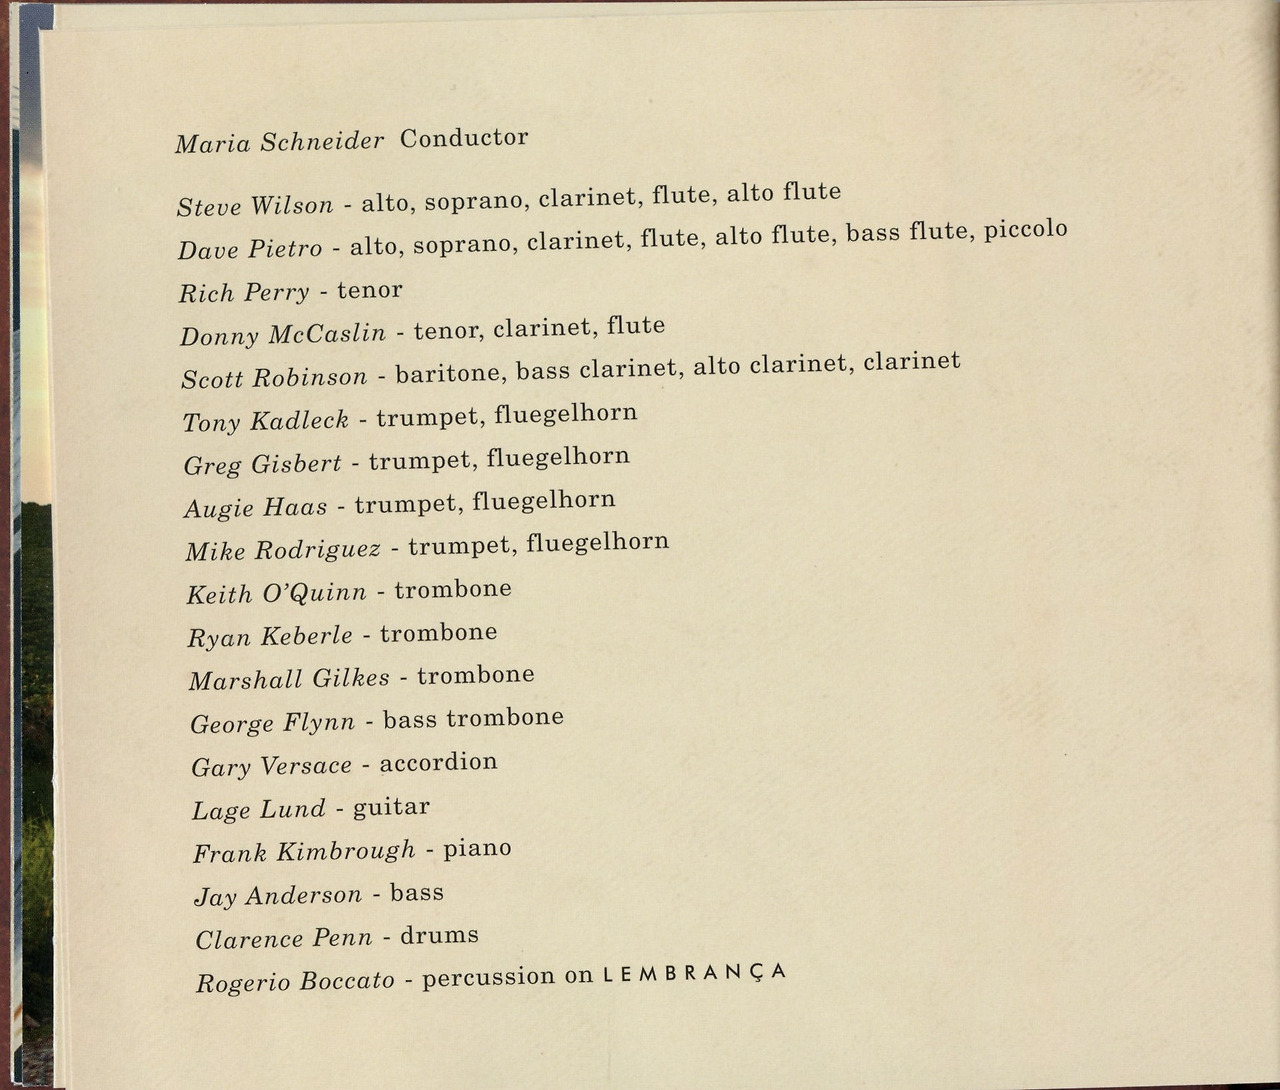 Maria Schneider Conductor
Steve Wilson - alto, soprano, clarinet, flute, alto flute
Dave Pietro - alto, soprano, clarinet, flute, alto flute, bass flute, piccolo
Rich Perry - tenor
Donny McCaslin - tenor, clarinet, flute
Scott Robinson - baritone, bass clarinet, alto clarinet, clarinet
Tony Kadleck - trumpet, fluegelhorn
Greg Gisbert - trumpet, fluegelhorn
Augie Haas - trumpet, fluegelhorn
Mike Rodriguez - trumpet, fluegelhorn
Keith O’Quinn - trombone
Ryan Keberle - trombone
Marshall Gilkes - trombone
George Flynn - bass trombone
Gary Versace - accordion
Lage Lund - guitar
Frank Kimbrough - piano
Jay Anderson - bass
Clarence Penn - drums
Rogerio Boccato - percussion on LEMBRANÇA